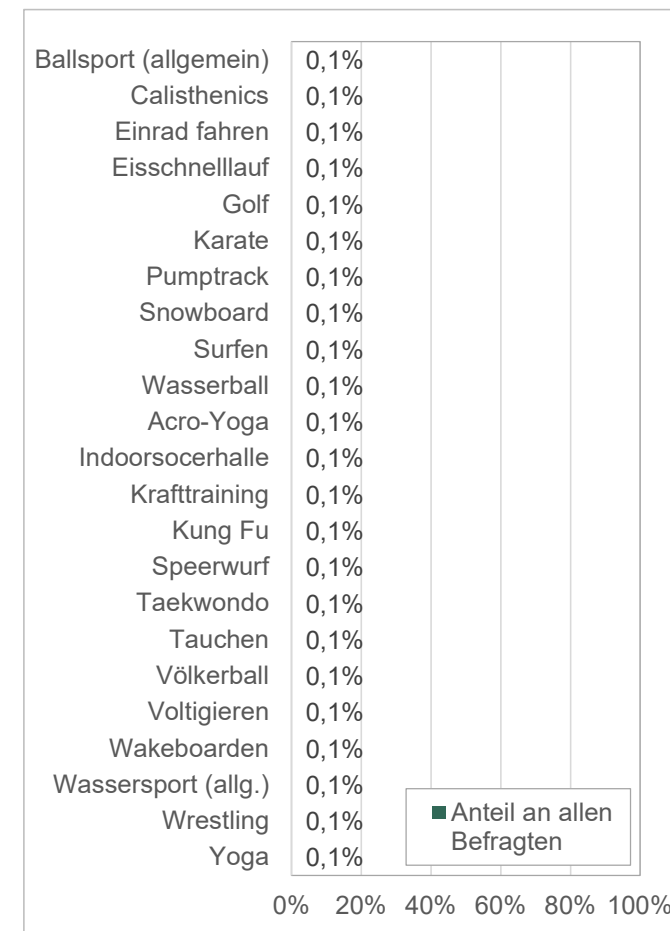 Ballsport (allgemein) 0,1%
Calisthenics 0,1%
Einrad fahren 0,1%
Eisschnelllauf 0,1%
Golf 0,1%
Karate 0,1%
Pumptrack 0,1%
Snowboard 0,1%
Surfen 0,1%
Wasserball 0,1%
Acro-Yoga 0,1%
Indoorsocerhalle 0,1%
Krafttraining 0,1%
Kung Fu 0,1%
Speerwurf 0,1%
Taekwondo 0,1%
Tauchen 0,1%
Völkerball 0,1%
Voltigieren 0,1%
Wakeboarden 0,1%
Wassersport (allg.) 0,1%
Wrestling 0,1%
Yoga 0,1%
Anteil an allen
Befragten
0% 20% 40% 60% 80% 100%